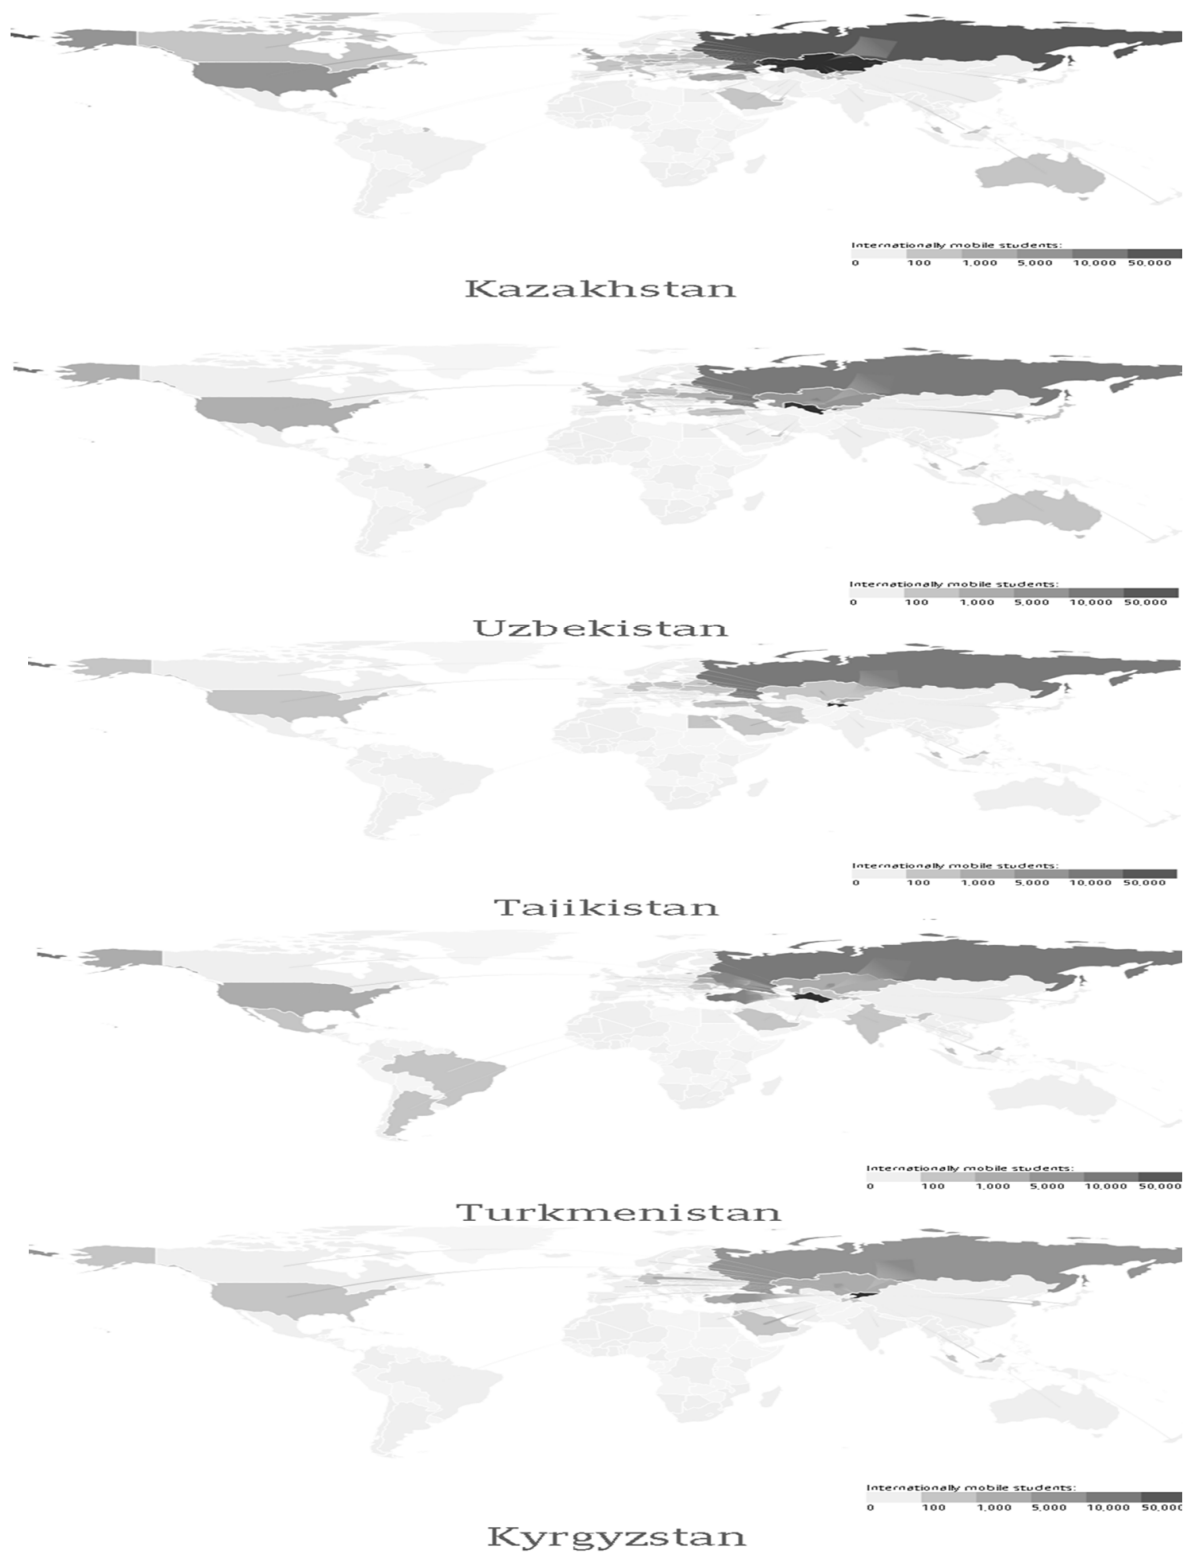 Internationally mobile students:
0 100 1,000 5,000 10,000 50,000
Kazakhstan
Internationally mobile students:
0 100 1,000 5,000 10,000 50,000
Uzbekistan
Internationally mobile students:
0 100 1,000 5,000 10,000 50,000
Tajikistan
Internationally mobile students:
0 100 1,000 5,000 10,000 50,000
Turkmenistan
Internationally mobile students:
0 100 1,000 5,000 10,000 50,000
Kyrgyzstan